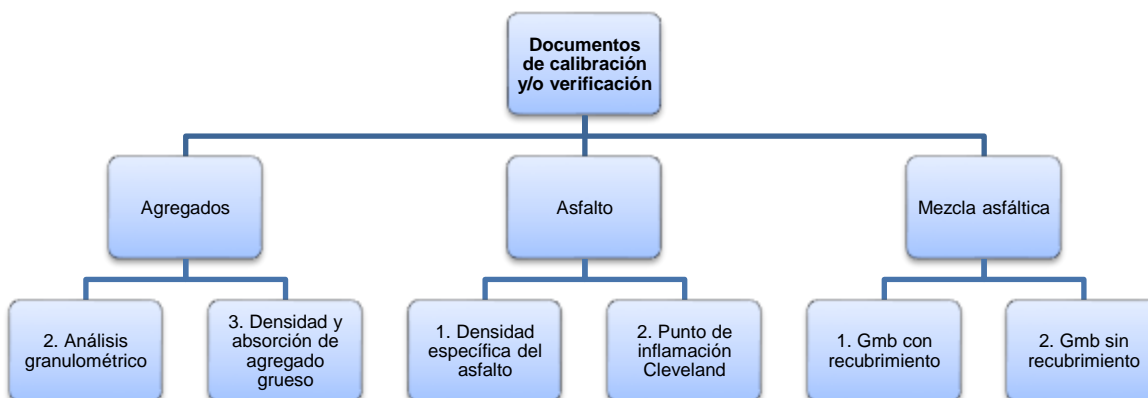 Documentos
de calibración
y/o verificación
Agregados
Asfalto
Mezcla asfáltica
2. Análisis
granulométrico
3. Densidad y
absorción de
agregado
grueso
1. Densidad
específica del
asfalto
2. Punto de
inflamación
Cleveland
1. Gmb con
recubrimiento
2. Gmb sin
recubrimiento